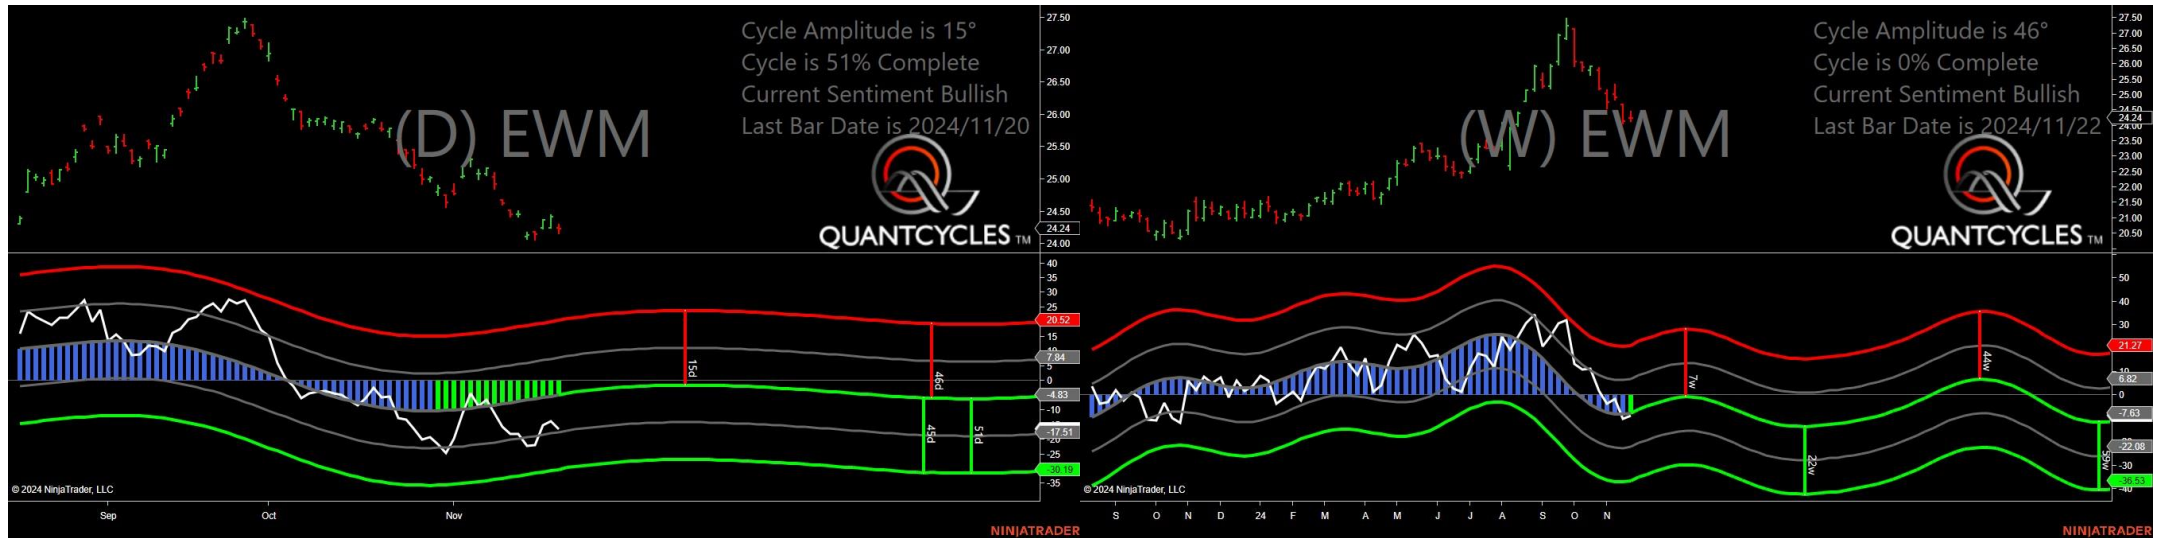 Cycle Amplitude is 15°
Cycle is 51% Complete
Current Sentiment Bullish
Last Bar Date is 2024/11/20
(D) EWM
QUANTCYCLES TM
27.50
27.00
26.50
26.00
25.50
25.00
24.50
24.24
24.00
40
35
30
25
20.52
15
10
7.84
5
0
-4.83
-10
-17.51
-25
-30.19
-35
15d
46d
45d
51d
© 2024 NinjaTrader, LLC
Sep
Oct
Nov
NINJATRADER
Cycle Amplitude is 46°
Cycle is 0% Complete
Current Sentiment Bullish
Last Bar Date is 2024/11/22
(W) EWM
QUANTCYCLES TM
27.50
27.00
26.50
26.00
25.50
25.00
24.50
24.24
24.00
23.50
23.00
22.50
22.00
21.50
21.00
20.50
50
40
30
21.27
10
6.82
0
-7.63
-22.08
-30
-36.53
7w
22w
44w
59w
© 2024 NinjaTrader, LLC
S
O
N
D
24
F
M
A
M
J
J
A
S
O
N
NINJATRADER